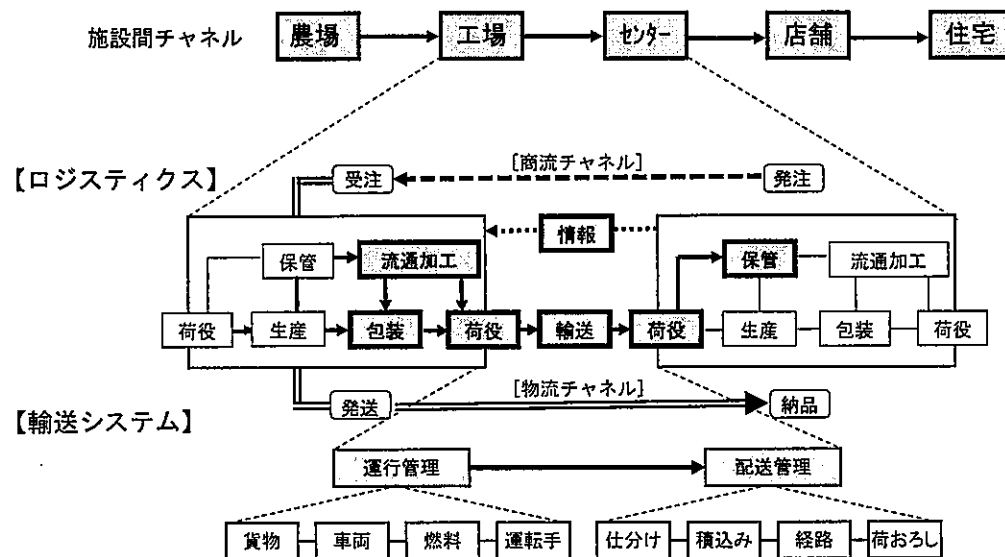 施設間チャネル 農場 工場 センター 店舗 住宅
[商流チャネル]
【ロジスティクス】 受注 発注
情報
保管 流通加工 保管 流通加工
荷役 生産 包装 荷役 輸送 荷役 生産 包装 荷役
[物流チャネル]
発送 納品
【輸送システム】
運行管理 配送管理
貨物 車両 燃料 運転手 仕分け 積込み 経路 荷おろし